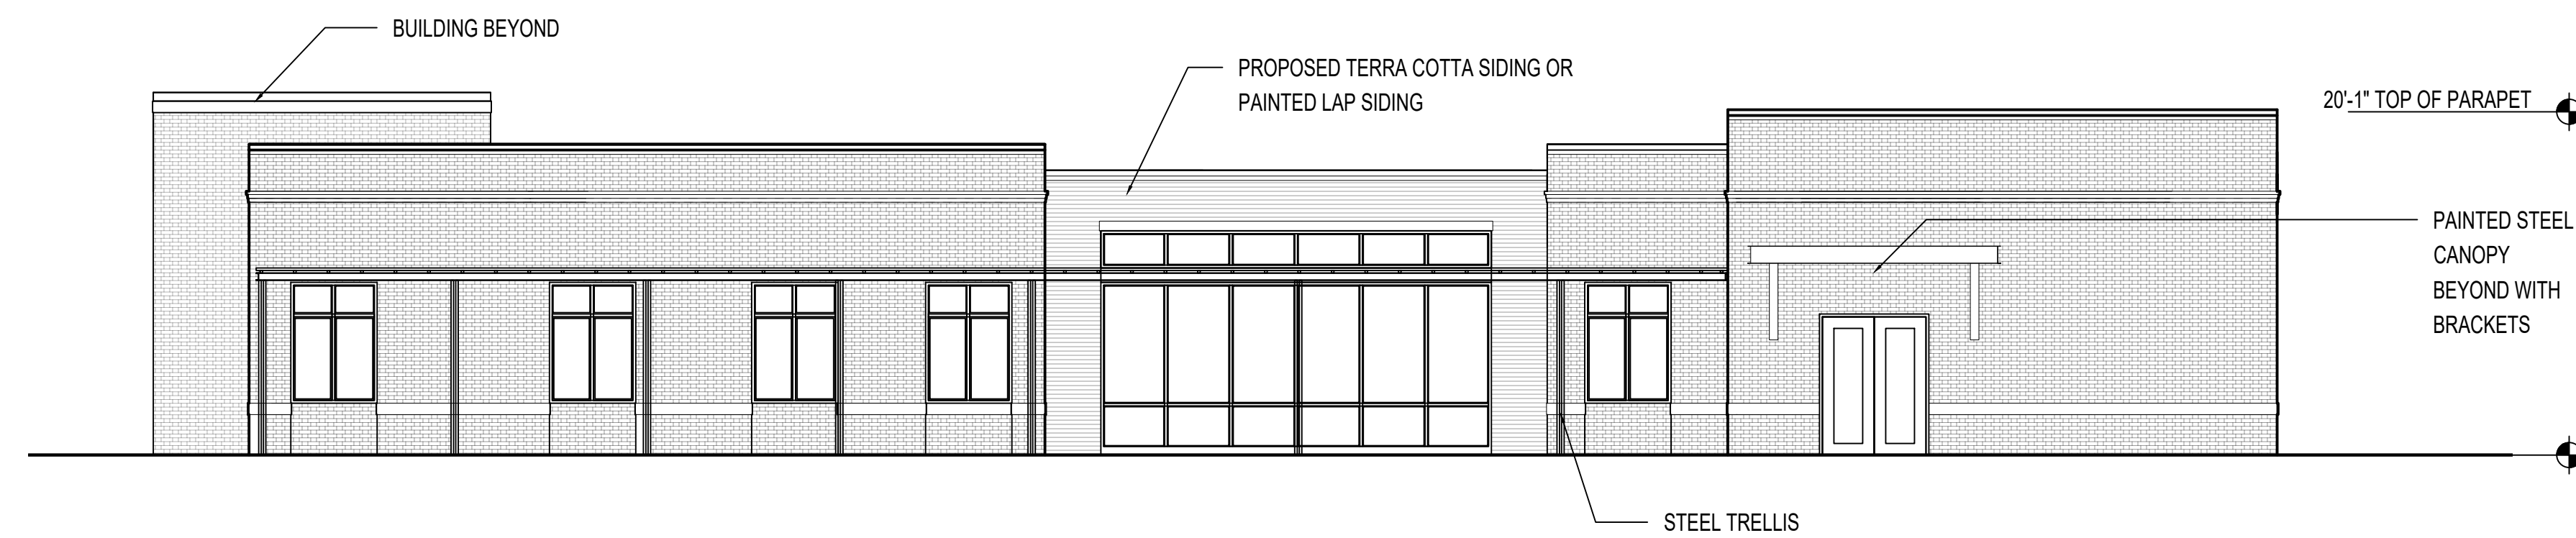 BUILDING BEYOND
PROPOSED TERRA COTTA SIDING OR
PAINTED LAP SIDING
20'-1" TOP OF PARAPET
PAINTED STEEL
CANOPY
BEYOND WITH
BRACKETS
STEEL TRELLIS